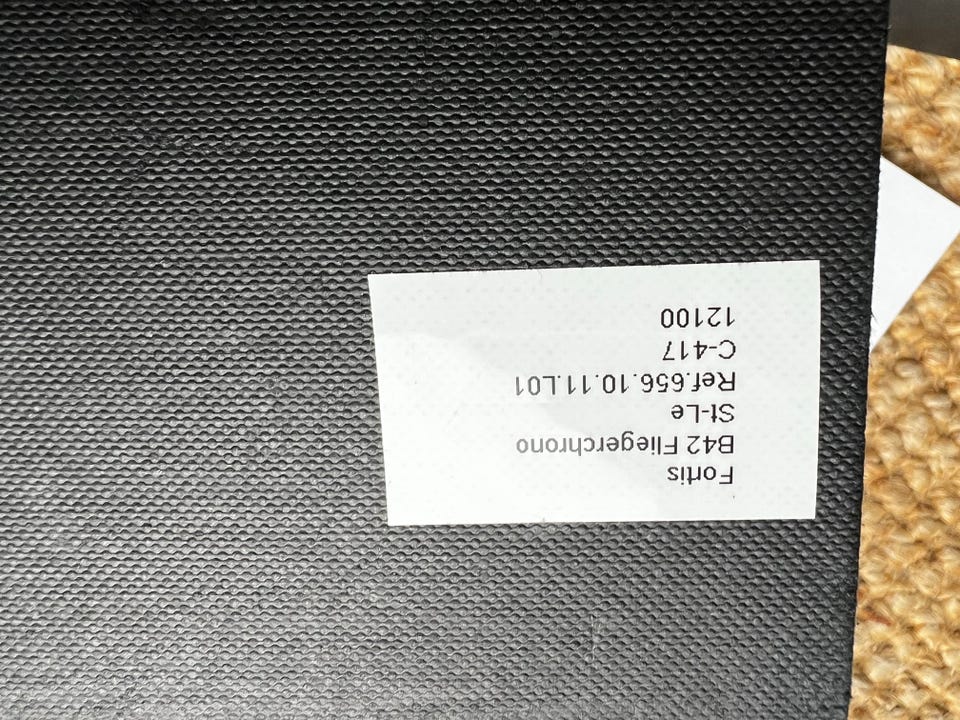 Fortis
B42 Fliegerchrono
St-Le
Ref.656.10.11.L01
C-417
12100